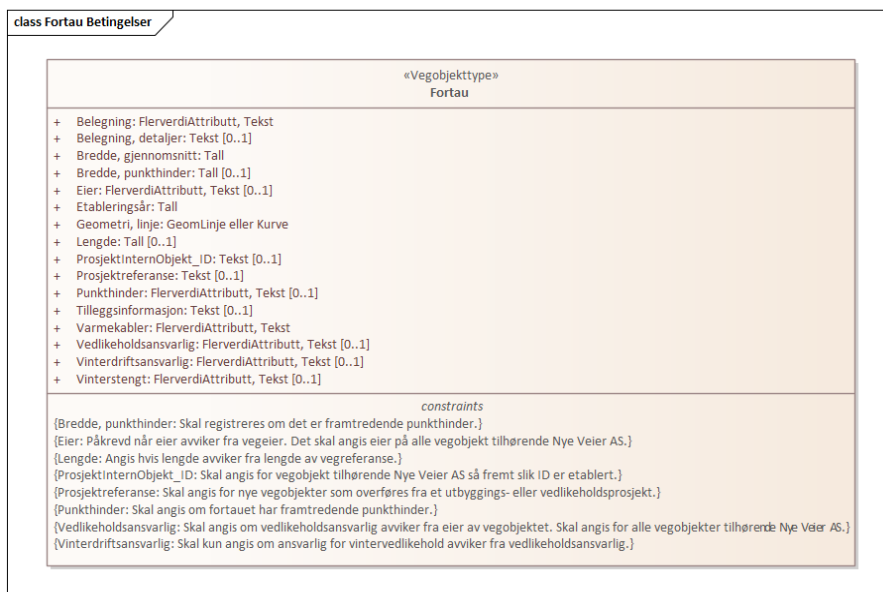 class Fortau Betingelser
«Vegobjekttype»
Fortau
+ Belegning: FlerverdiAttributt, Tekst
+ Belegning, detaljer: Tekst [0..1]
+ Bredde, gjennomsnitt: Tall
+ Bredde, punkthinder: Tall [0..1]
+ Eier: FlerverdiAttributt, Tekst [0..1]
+ Etableringsår: Tall
+ Geometri, linje: GeomLinje eller Kurve
+ Lengde: Tall [0..1]
+ ProsjektInternObjekt_ID: Tekst [0..1]
+ Prosjektreferanse: Tekst [0..1]
+ Punkthinder: FlerverdiAttributt, Tekst [0..1]
+ Tilleggsinformasjon: Tekst [0..1]
+ Varmekabler: FlerverdiAttributt, Tekst
+ Vedlikeholdsansvarlig: FlerverdiAttributt, Tekst [0..1]
+ Vinterdriftsansvarlig: FlerverdiAttributt, Tekst [0..1]
+ Vinterstengt: FlerverdiAttributt, Tekst [0..1]
constraints
{Bredde, punkthinder: Skal registreres om det er framtredende punkthinder.}
{Eier: Påkrevd når eier avviker fra vegeier. Det skal angis eier på alle vegobjekt tilhørende Nye Veier AS.}
{Lengde: Angis hvis lengde avviker fra lengde av vegreferanse.}
{ProsjektInternObjekt_ID: Skal angis for vegobjekt tilhørende Nye Veier AS så fremt slik ID er etablert.}
{Prosjektreferanse: Skal angis for nye vegobjekter som overføres fra et utbyggings- eller vedlikeholdsprosjekt.}
{Punkthinder: Skal angis om fortauet har framtredende punkthinder.}
{Vedlikeholdsansvarlig: Skal angis om vedlikeholdsansvarlig avviker fra eier av vegobjektet. Skal angis for alle vegobjekter tilhørende Nye Veier AS.}
{Vinterdriftsansvarlig: Skal kun angis om ansvarlig for vintervedlikehold avviker fra vedlikeholdsansvarlig.}